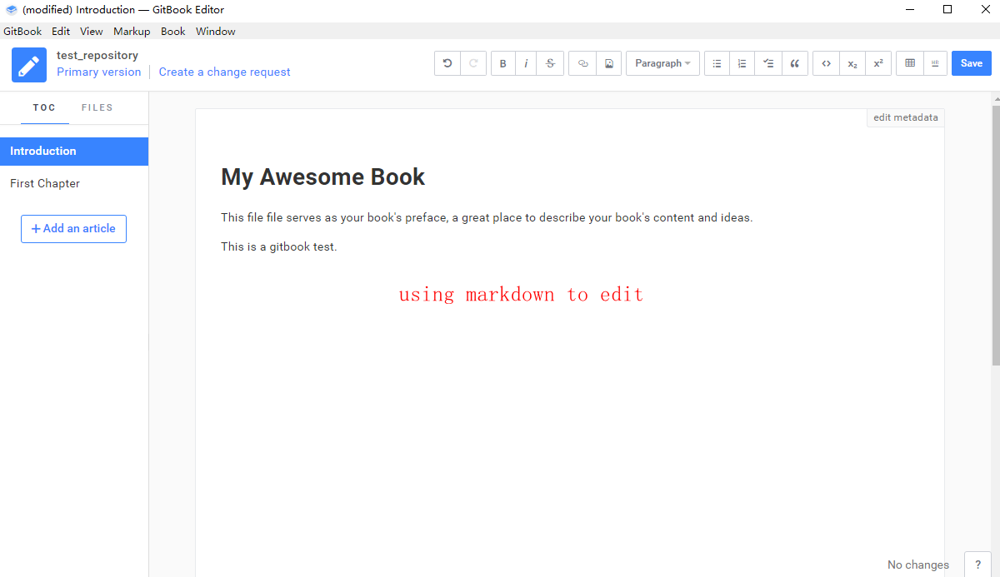 (modified) Introduction — GitBook Editor
GitBook Edit View Markup Book Window
test_repository
Primary version Create a change request
B i S Paragraph x₂ x² HR Save
TOC FILES
edit metadata
Introduction
First Chapter
+ Add an article
My Awesome Book
This file file serves as your book's preface, a great place to describe your book's content and ideas.
This is a gitbook test.
using markdown to edit
No changes ?